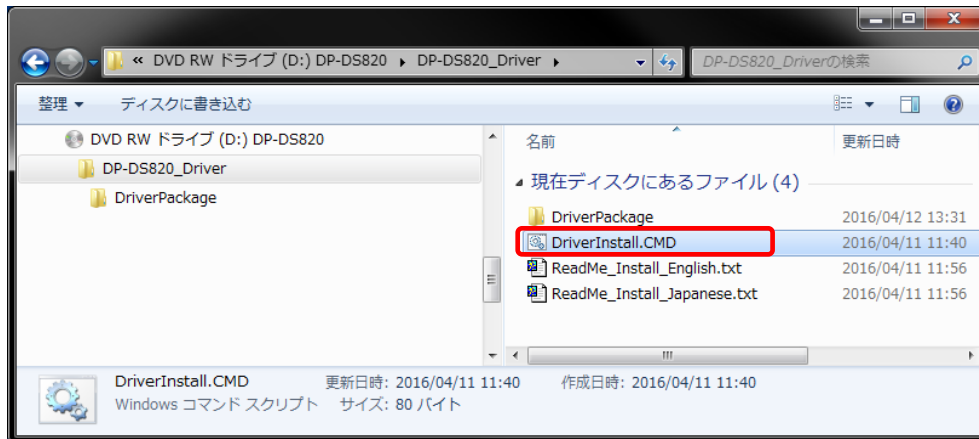 « DVD RW ドライブ (D:) DP-DS820 ▸ DP-DS820_Driver ▸ DP-DS820_Driverの検索
整理 ▼ ディスクに書き込む
DVD RW ドライブ (D:) DP-DS820
DP-DS820_Driver
DriverPackage
名前 更新日時
現在ディスクにあるファイル (4)
DriverPackage 2016/04/12 13:31
DriverInstall.CMD 2016/04/11 11:40
ReadMe_Install_English.txt 2016/04/11 11:56
ReadMe_Install_Japanese.txt 2016/04/11 11:56
DriverInstall.CMD 更新日時: 2016/04/11 11:40 作成日時: 2016/04/11 11:40
Windows コマンド スクリプト サイズ: 80 バイト